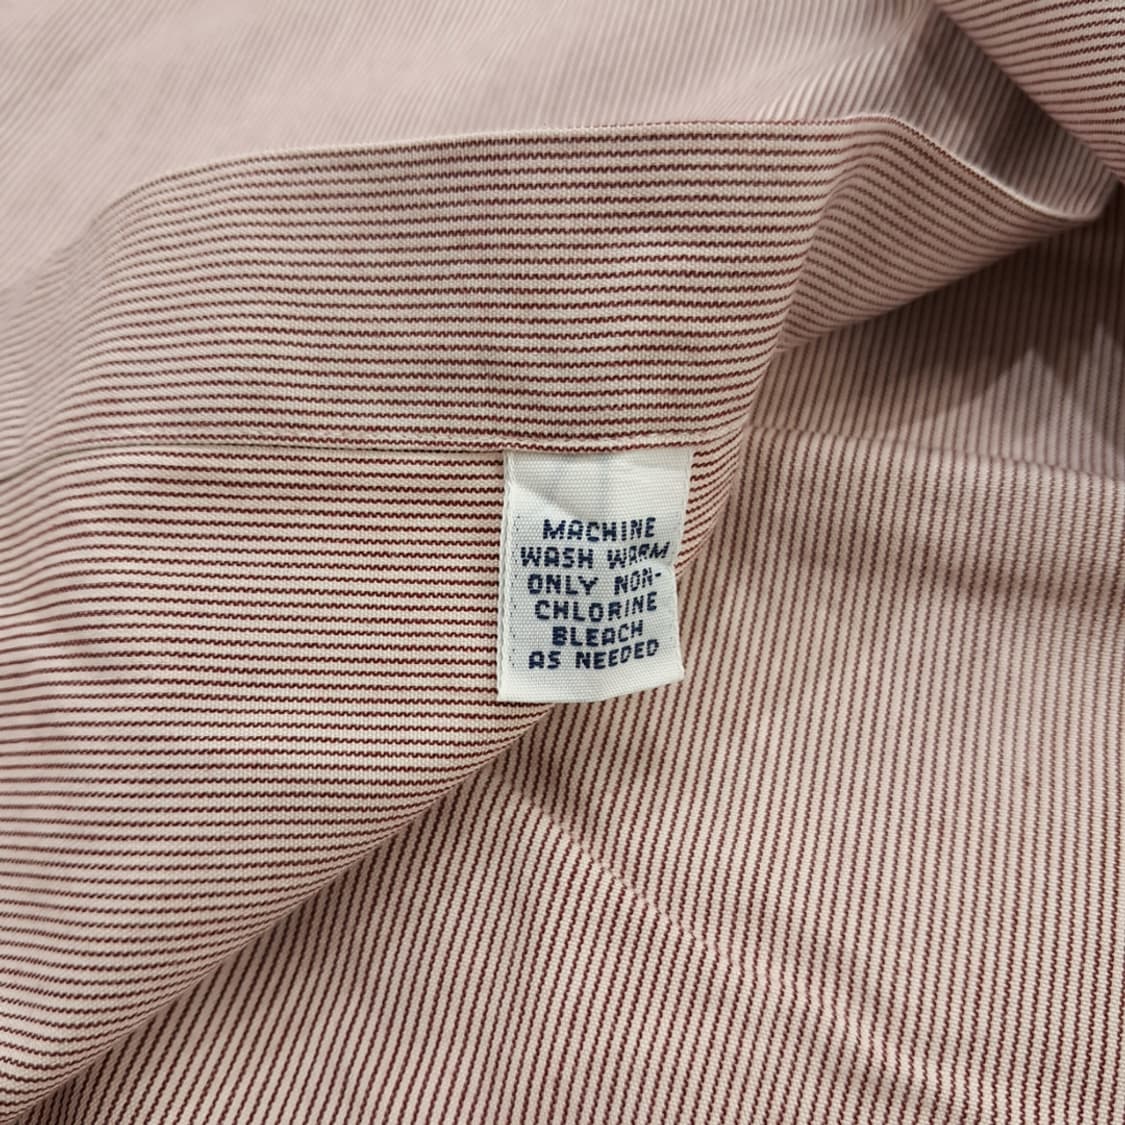 MACHINE
WASH WARM
ONLY NON-
CHLORINE
BLEACH
AS NEEDED